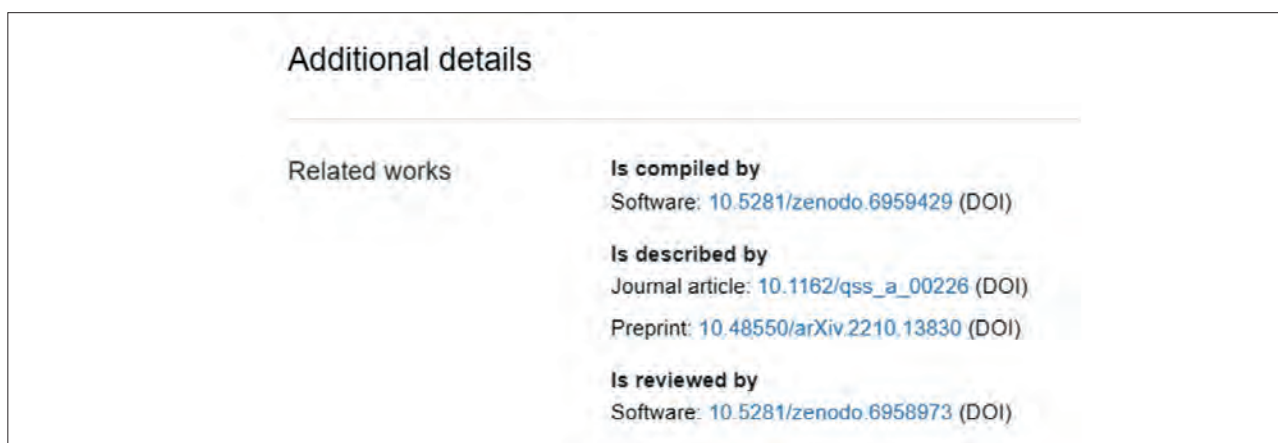 Additional details
Related works
Is compiled by
Software: 10.5281/zenodo.6959429 (DOI)
Is described by
Journal article: 10.1162/qss_a_00226 (DOI)
Preprint: 10.48550/arXiv.2210.13830 (DOI)
Is reviewed by
Software: 10.5281/zenodo.6958973 (DOI)